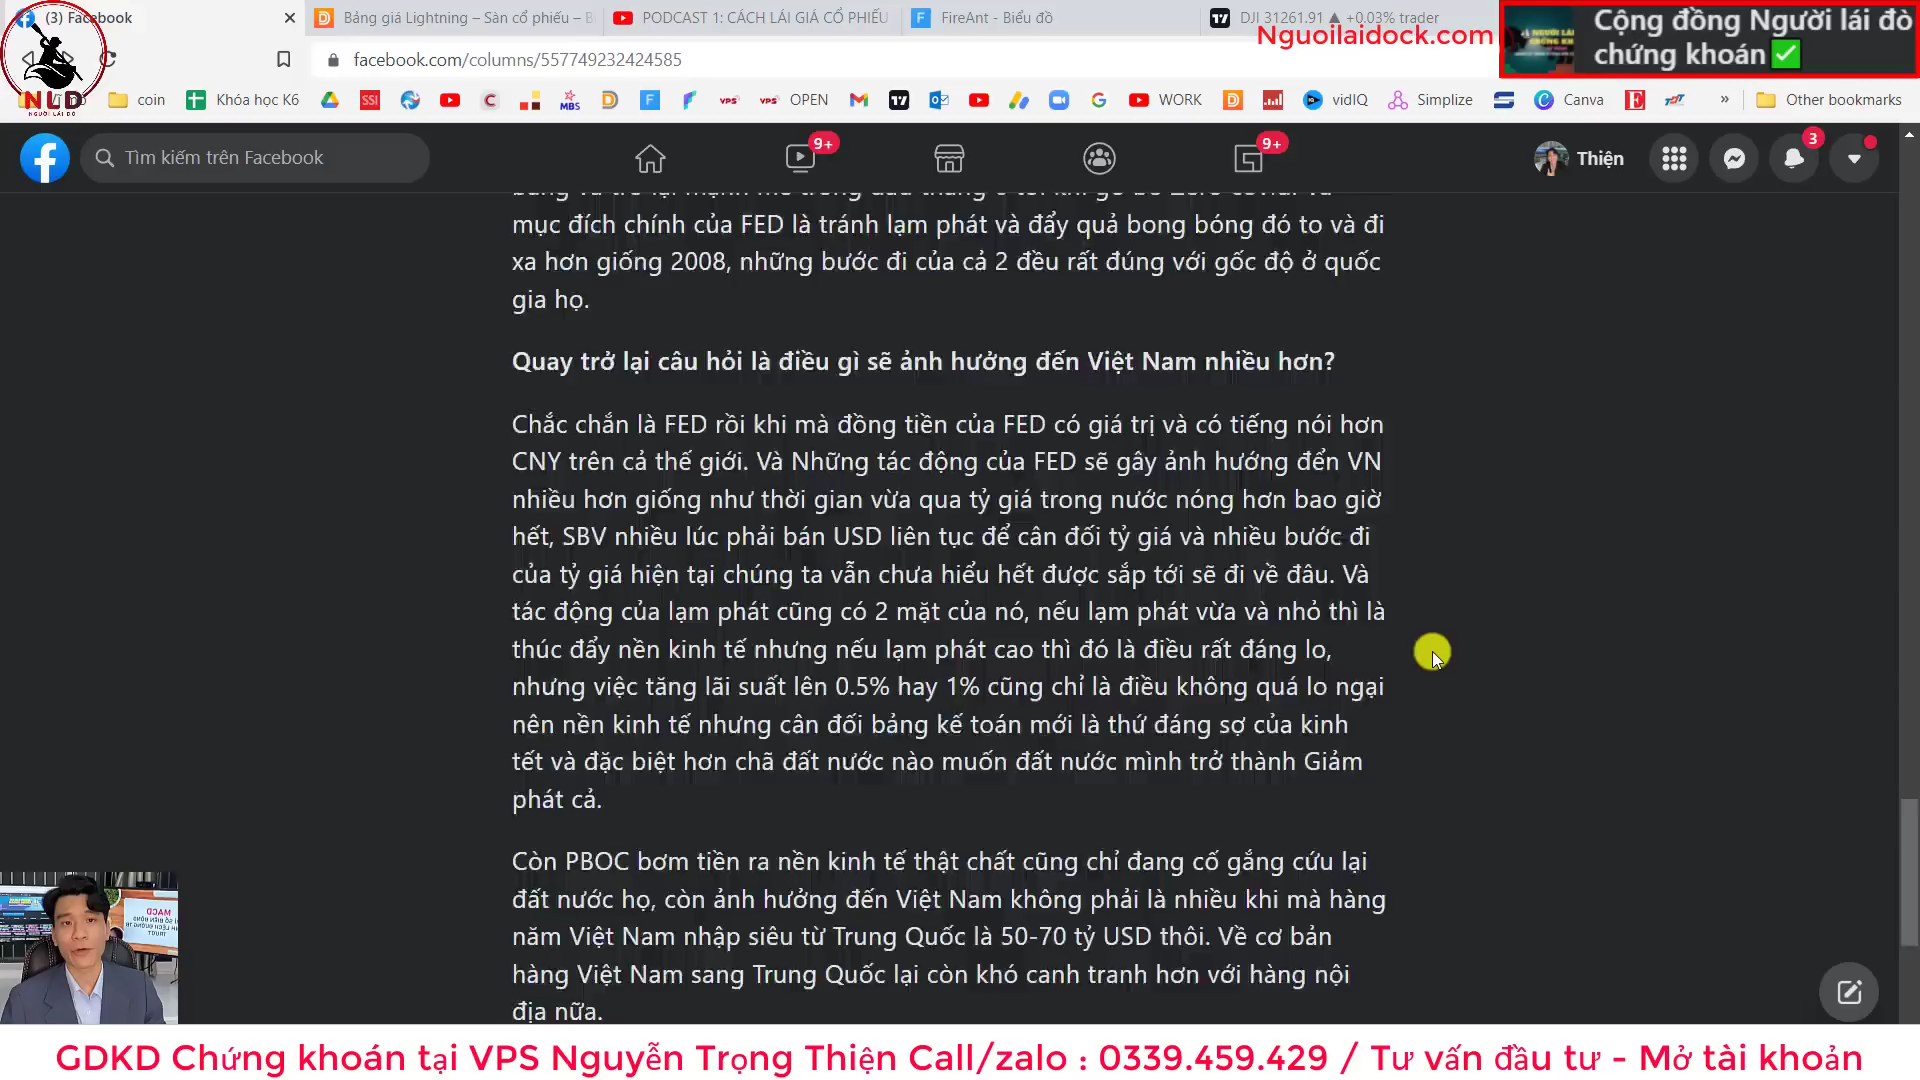 (3) Facebook
Bảng giá Lightning – Sàn cổ phiếu –
PODCAST 1: CÁCH LÁI GIÁ CỔ PHIẾU
FireAnt - Biểu đồ
DJI 31261.91 ▲ +0.03% trader
Nguoilaidock.com
Cộng đồng Người lái đò
chứng khoán ✅
facebook.com/columns/557749232424585
NLD
NGƯỜI LÁI ĐÒ
coin
Khóa học K6
SSI
MBS
VPS
VPS
OPEN
WORK
vidIQ
Simplize
Canva
»
Other bookmarks
Tìm kiếm trên Facebook
9+
9+
Thiện
3
mục đích chính của FED là tránh lạm phát và đẩy quả bong bóng đó to và đi
xa hơn giống 2008, những bước đi của cả 2 đều rất đúng với gốc độ ở quốc
gia họ.
Quay trở lại câu hỏi là điều gì sẽ ảnh hưởng đến Việt Nam nhiều hơn?
Chắc chắn là FED rồi khi mà đồng tiền của FED có giá trị và có tiếng nói hơn
CNY trên cả thế giới. Và Những tác động của FED sẽ gây ảnh hướng đển VN
nhiều hơn giống như thời gian vừa qua tỷ giá trong nước nóng hơn bao giờ
hết, SBV nhiều lúc phải bán USD liên tục để cân đối tỷ giá và nhiều bước đi
của tỷ giá hiện tại chúng ta vẫn chưa hiểu hết được sắp tới sẽ đi về đâu. Và
tác động của lạm phát cũng có 2 mặt của nó, nếu lạm phát vừa và nhỏ thì là
thúc đẩy nền kinh tế nhưng nếu lạm phát cao thì đó là điều rất đáng lo,
nhưng việc tăng lãi suất lên 0.5% hay 1% cũng chỉ là điều không quá lo ngại
nên nền kinh tế nhưng cân đối bảng kế toán mới là thứ đáng sợ của kinh
tết và đặc biệt hơn chã đất nước nào muốn đất nước mình trở thành Giảm
phát cả.
Còn PBOC bơm tiền ra nền kinh tế thật chất cũng chỉ đang cố gắng cứu lại
đất nước họ, còn ảnh hưởng đến Việt Nam không phải là nhiều khi mà hàng
năm Việt Nam nhập siêu từ Trung Quốc là 50-70 tỷ USD thôi. Về cơ bản
hàng Việt Nam sang Trung Quốc lại còn khó canh tranh hơn với hàng nội
địa nữa.
GDKD Chứng khoán tại VPS Nguyễn Trọng Thiện Call/zalo : 0339.459.429 / Tư vấn đầu tư - Mở tài khoản